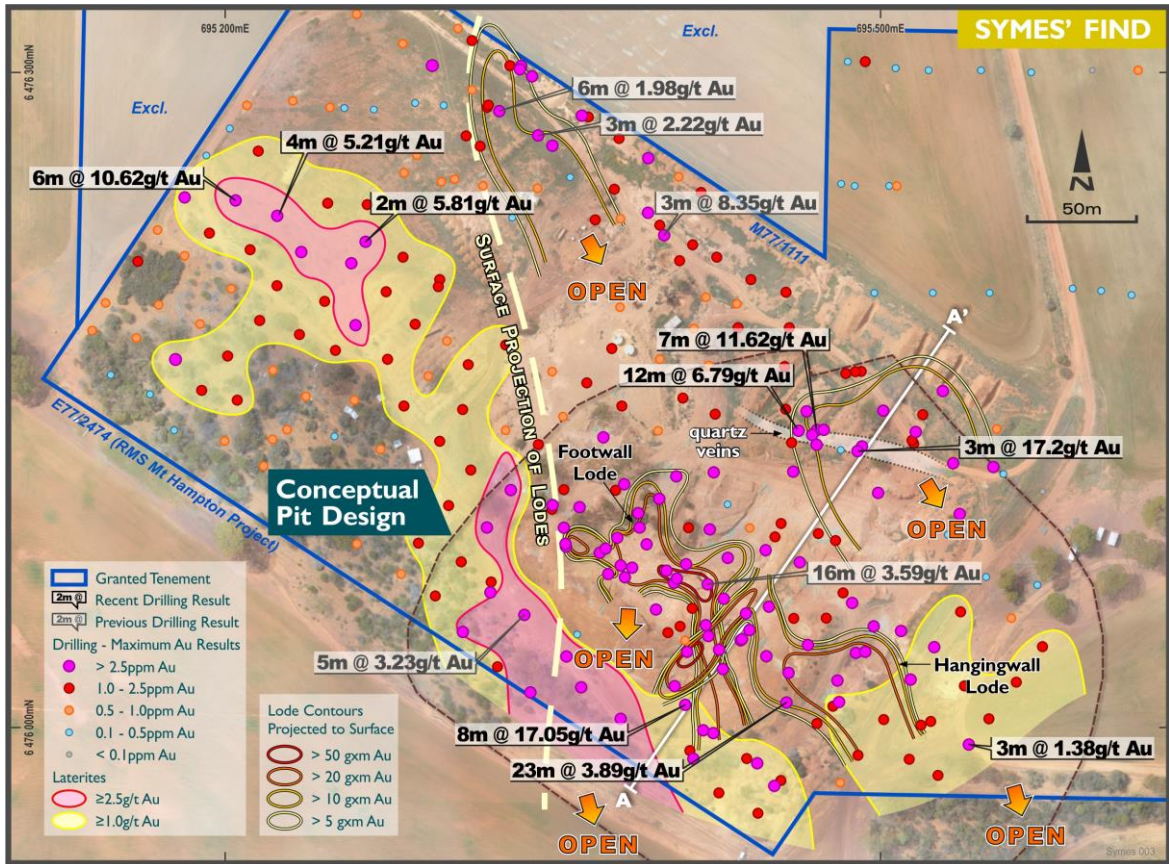 SYMES' FIND
695 200mE
695 500mE
6 476 300mN
Excl.
Excl.
6m @ 1.98g/t Au
3m @ 2.22g/t Au
4m @ 5.21g/t Au
6m @ 10.62g/t Au
2m @ 5.81g/t Au
3m @ 8.35g/t Au
M77/1111
N
50m
SURFACE PROJECTION OF LODES
OPEN
A'
7m @ 11.62g/t Au
12m @ 6.79g/t Au
quartz
veins
3m @ 17.2g/t Au
Footwall
Lode
E77/2474 (RMS Mt Hampton Project)
Conceptual
Pit Design
OPEN
16m @ 3.59g/t Au
OPEN
5m @ 3.23g/t Au
Hangingwall
Lode
8m @ 17.05g/t Au
3m @ 1.38g/t Au
23m @ 3.89g/t Au
A
6 476 000mN
OPEN
OPEN
Granted Tenement
2m @
Recent Drilling Result
2m @
Previous Drilling Result
Drilling - Maximum Au Results
> 2.5ppm Au
1.0 - 2.5ppm Au
0.5 - 1.0ppm Au
0.1 - 0.5ppm Au
< 0.1ppm Au
Laterites
≥2.5g/t Au
≥1.0g/t Au
Lode Contours
Projected to Surface
> 50 gxm Au
> 20 gxm Au
> 10 gxm Au
> 5 gxm Au
Symes 003